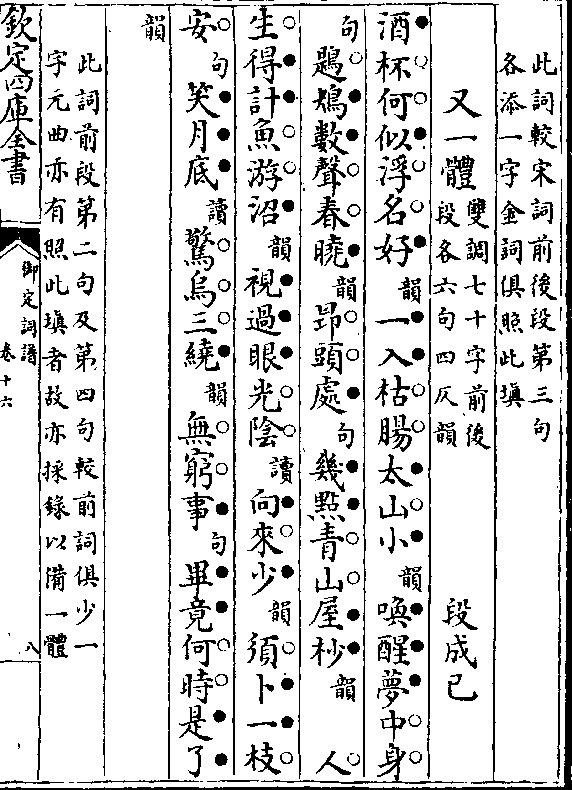 此詞較宋詞前後段第三句
各添一字金詞俱照此填
又一體 雙調七十字前後
段各六句四仄韻 段成己
酒杯何似浮名好韻一入枯腸太山小韻喚醒夢中身
句鶗鴂數聲春曉韻昂頭處句幾點青山屋杪韻 人
生得計魚游沼韻視過眼光陰讀向來少韻須卜一枝
安句笑月底讀驚烏三繞韻無窮事句畢竟何時是了
韻
此詞前段第二句及第四句較前詞俱少一
字元曲亦有照此填者故亦採錄以備一體
欽定四庫全書
御定詞譜
卷十六
八